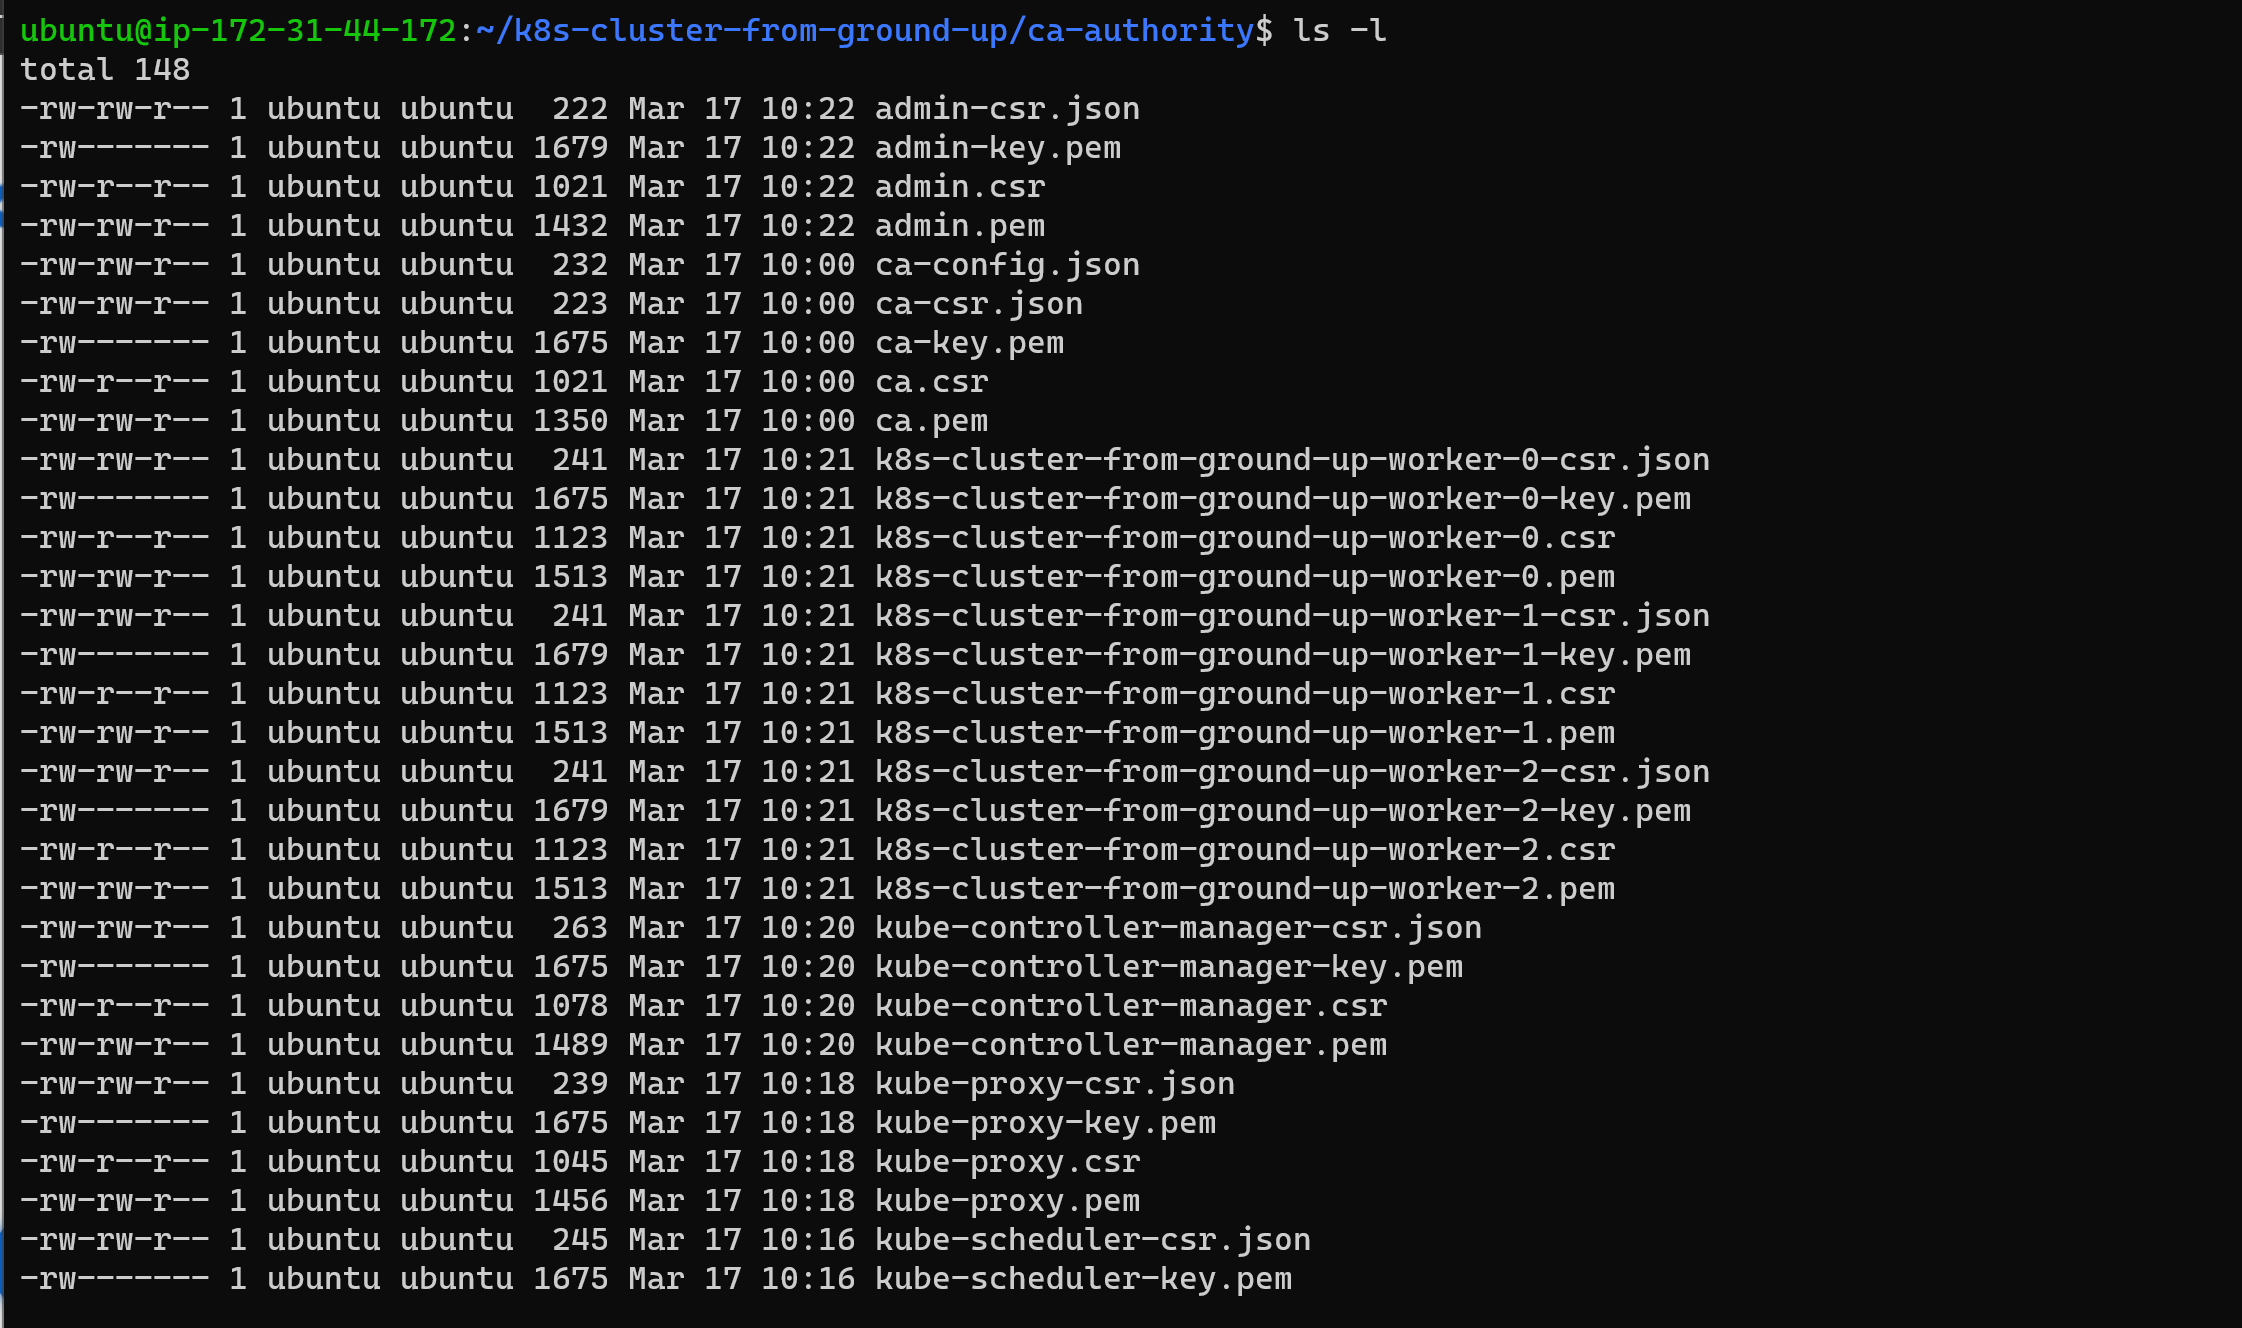 ubuntu@ip-172-31-44-172:~/k8s-cluster-from-ground-up/ca-authority$ ls -l
total 148
-rw-rw-r-- 1 ubuntu ubuntu  222 Mar 17 10:22 admin-csr.json
-rw------- 1 ubuntu ubuntu 1679 Mar 17 10:22 admin-key.pem
-rw-r--r-- 1 ubuntu ubuntu 1021 Mar 17 10:22 admin.csr
-rw-rw-r-- 1 ubuntu ubuntu 1432 Mar 17 10:22 admin.pem
-rw-rw-r-- 1 ubuntu ubuntu  232 Mar 17 10:00 ca-config.json
-rw-rw-r-- 1 ubuntu ubuntu  223 Mar 17 10:00 ca-csr.json
-rw------- 1 ubuntu ubuntu 1675 Mar 17 10:00 ca-key.pem
-rw-r--r-- 1 ubuntu ubuntu 1021 Mar 17 10:00 ca.csr
-rw-rw-r-- 1 ubuntu ubuntu 1350 Mar 17 10:00 ca.pem
-rw-rw-r-- 1 ubuntu ubuntu  241 Mar 17 10:21 k8s-cluster-from-ground-up-worker-0-csr.json
-rw------- 1 ubuntu ubuntu 1675 Mar 17 10:21 k8s-cluster-from-ground-up-worker-0-key.pem
-rw-r--r-- 1 ubuntu ubuntu 1123 Mar 17 10:21 k8s-cluster-from-ground-up-worker-0.csr
-rw-rw-r-- 1 ubuntu ubuntu 1513 Mar 17 10:21 k8s-cluster-from-ground-up-worker-0.pem
-rw-rw-r-- 1 ubuntu ubuntu  241 Mar 17 10:21 k8s-cluster-from-ground-up-worker-1-csr.json
-rw------- 1 ubuntu ubuntu 1679 Mar 17 10:21 k8s-cluster-from-ground-up-worker-1-key.pem
-rw-r--r-- 1 ubuntu ubuntu 1123 Mar 17 10:21 k8s-cluster-from-ground-up-worker-1.csr
-rw-rw-r-- 1 ubuntu ubuntu 1513 Mar 17 10:21 k8s-cluster-from-ground-up-worker-1.pem
-rw-rw-r-- 1 ubuntu ubuntu  241 Mar 17 10:21 k8s-cluster-from-ground-up-worker-2-csr.json
-rw------- 1 ubuntu ubuntu 1679 Mar 17 10:21 k8s-cluster-from-ground-up-worker-2-key.pem
-rw-r--r-- 1 ubuntu ubuntu 1123 Mar 17 10:21 k8s-cluster-from-ground-up-worker-2.csr
-rw-rw-r-- 1 ubuntu ubuntu 1513 Mar 17 10:21 k8s-cluster-from-ground-up-worker-2.pem
-rw-rw-r-- 1 ubuntu ubuntu  263 Mar 17 10:20 kube-controller-manager-csr.json
-rw------- 1 ubuntu ubuntu 1675 Mar 17 10:20 kube-controller-manager-key.pem
-rw-r--r-- 1 ubuntu ubuntu 1078 Mar 17 10:20 kube-controller-manager.csr
-rw-rw-r-- 1 ubuntu ubuntu 1489 Mar 17 10:20 kube-controller-manager.pem
-rw-rw-r-- 1 ubuntu ubuntu  239 Mar 17 10:18 kube-proxy-csr.json
-rw------- 1 ubuntu ubuntu 1675 Mar 17 10:18 kube-proxy-key.pem
-rw-r--r-- 1 ubuntu ubuntu 1045 Mar 17 10:18 kube-proxy.csr
-rw-rw-r-- 1 ubuntu ubuntu 1456 Mar 17 10:18 kube-proxy.pem
-rw-rw-r-- 1 ubuntu ubuntu  245 Mar 17 10:16 kube-scheduler-csr.json
-rw------- 1 ubuntu ubuntu 1675 Mar 17 10:16 kube-scheduler-key.pem